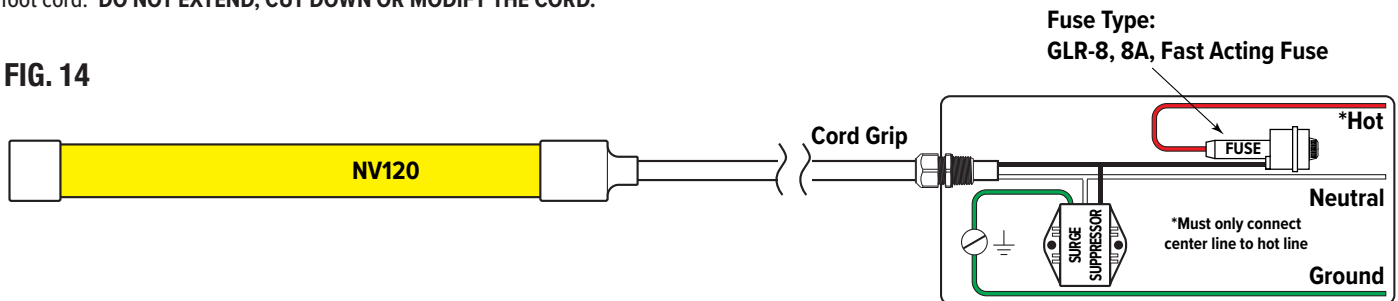 foot cord. DO NOT EXTEND, CUT DOWN OR MODIFY THE CORD.
Fuse Type:
GLR-8, 8A, Fast Acting Fuse
FIG. 14
Cord Grip
*Hot
FUSE
NV120
Neutral
SURGE
SUPPRESSOR
*Must only connect
center line to hot line
Ground